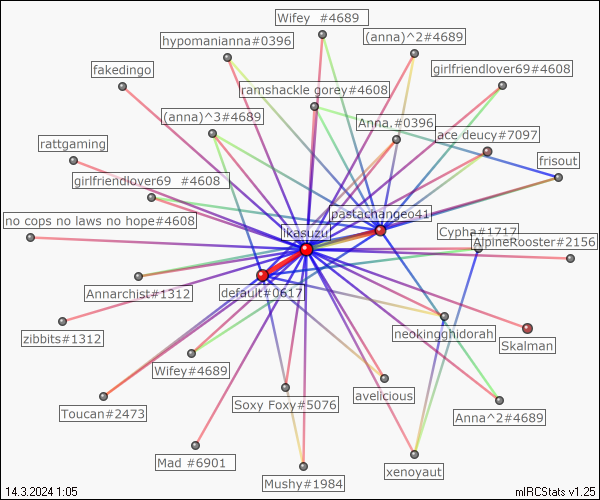 Wifey  #4689
hypomanianna#0396
(anna)^2#4689
fakedingo
girlfriendlover69#4608
ramshackle gorey#4608
(anna)^3#4689
Anna.#0396
ace deucy#7097
rattgaming
frisout
girlfriendlover69  #4608
no cops no laws no hope#4608
pastachangeo41
ikasuzu
Cypha#1717
AlpineRooster#2156
Annarchist#1312
default#0617
zibbits#1312
neokingghidorah
Skalman
Wifey#4689
avelicious
Toucan#2473
Soxy Foxy#5076
Anna^2#4689
Mad #6901
Mushy#1984
xenoyaut
14.3.2024 1:05
mIRCStats v1.25